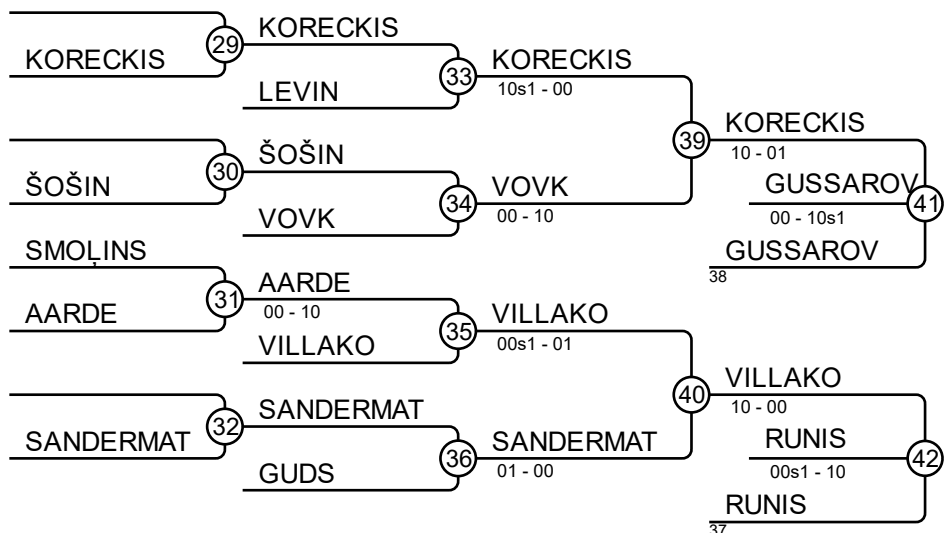 KORECKIS
29
KORECKIS
LEVIN
33
KORECKIS
10s1 - 00
ŠOŠIN
30
ŠOŠIN
VOVK
34
VOVK
00 - 10
39
KORECKIS
10 - 01
GUSSAROV
00 - 10s1
41
GUSSAROV
38
SMOĻINS
AARDE
31
AARDE
00 - 10
VILLAKO
35
VILLAKO
00s1 - 01
SANDERMAT
32
SANDERMAT
GUDS
36
SANDERMAT
01 - 00
40
VILLAKO
10 - 00
RUNIS
00s1 - 10
42
RUNIS
37